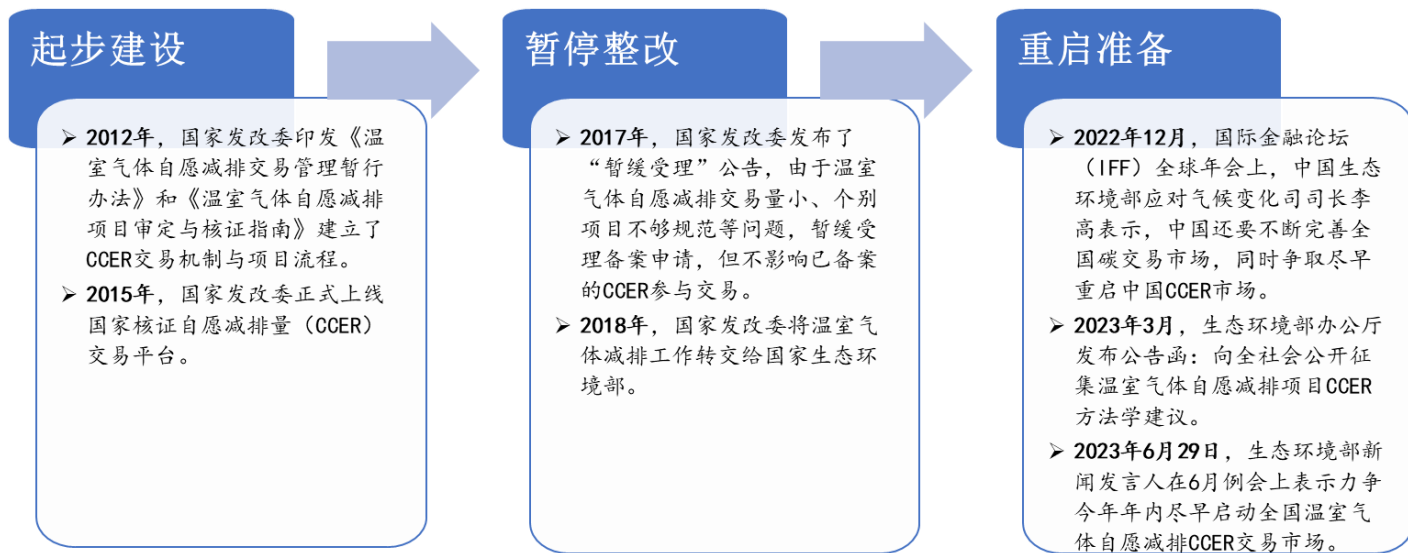 起步建设
➢ 2012年，国家发改委印发《温
室气体自愿减排交易管理暂行
办法》和《温室气体自愿减排
项目审定与核证指南》建立了
CCER交易机制与项目流程。
➢ 2015年，国家发改委正式上线
国家核证自愿减排量（CCER）
交易平台。
暂停整改
➢ 2017年，国家发改委发布了
“暂缓受理”公告，由于温室
气体自愿减排交易量小、个别
项目不够规范等问题，暂缓受
理备案申请，但不影响已备案
的CCER参与交易。
➢ 2018年，国家发改委将温室气
体减排工作转交给国家生态环
境部。
重启准备
➢ 2022年12月，国际金融论坛
（IFF）全球年会上，中国生态
环境部应对气候变化司司长李
高表示，中国还要不断完善全
国碳交易市场，同时争取尽早
重启中国CCER市场。
➢ 2023年3月，生态环境部办公厅
发布公告函：向全社会公开征
集温室气体自愿减排项目CCER
方法学建议。
➢ 2023年6月29日，生态环境部新
闻发言人在6月例会上表示力争
今年年内尽早启动全国温室气
体自愿减排CCER交易市场。